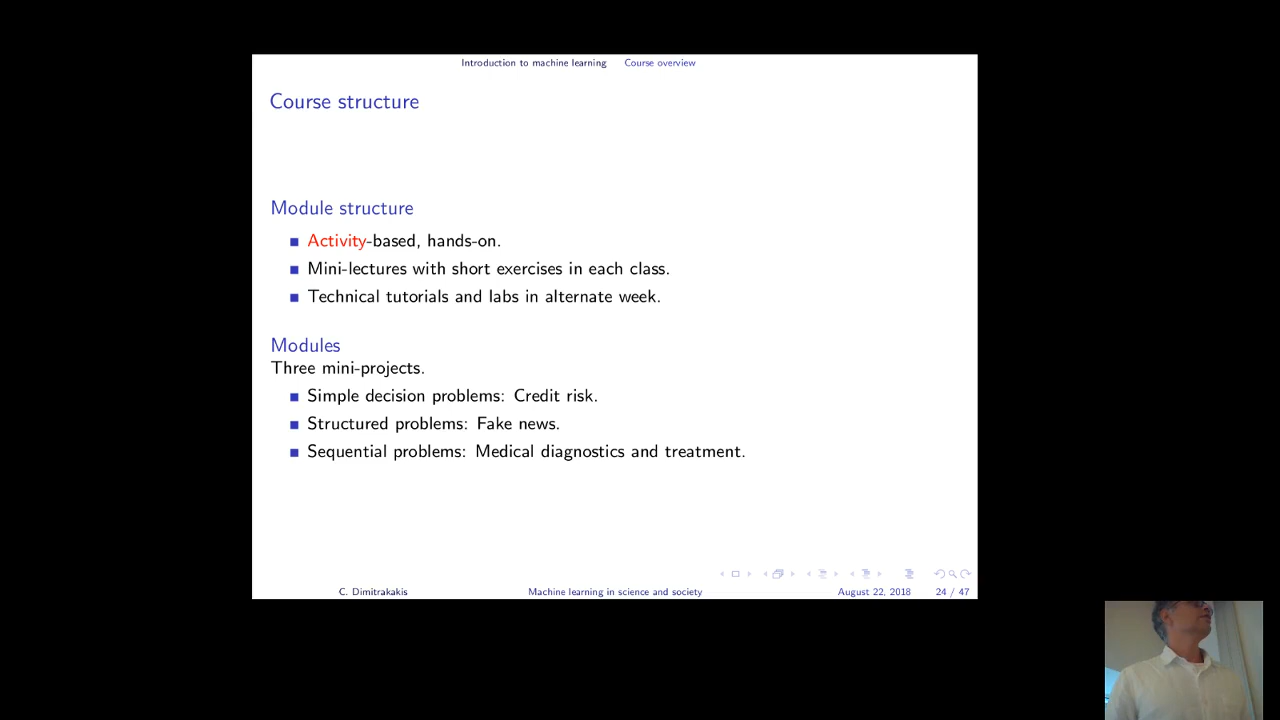 Introduction to machine learning Course overview
Course structure
Module structure
Activity-based, hands-on.
Mini-lectures with short exercises in each class.
Technical tutorials and labs in alternate week.
Modules
Three mini-projects.
Simple decision problems: Credit risk.
Structured problems: Fake news.
Sequential problems: Medical diagnostics and treatment.
C. Dimitrakakis Machine learning in science and society August 22, 2018 24 / 47